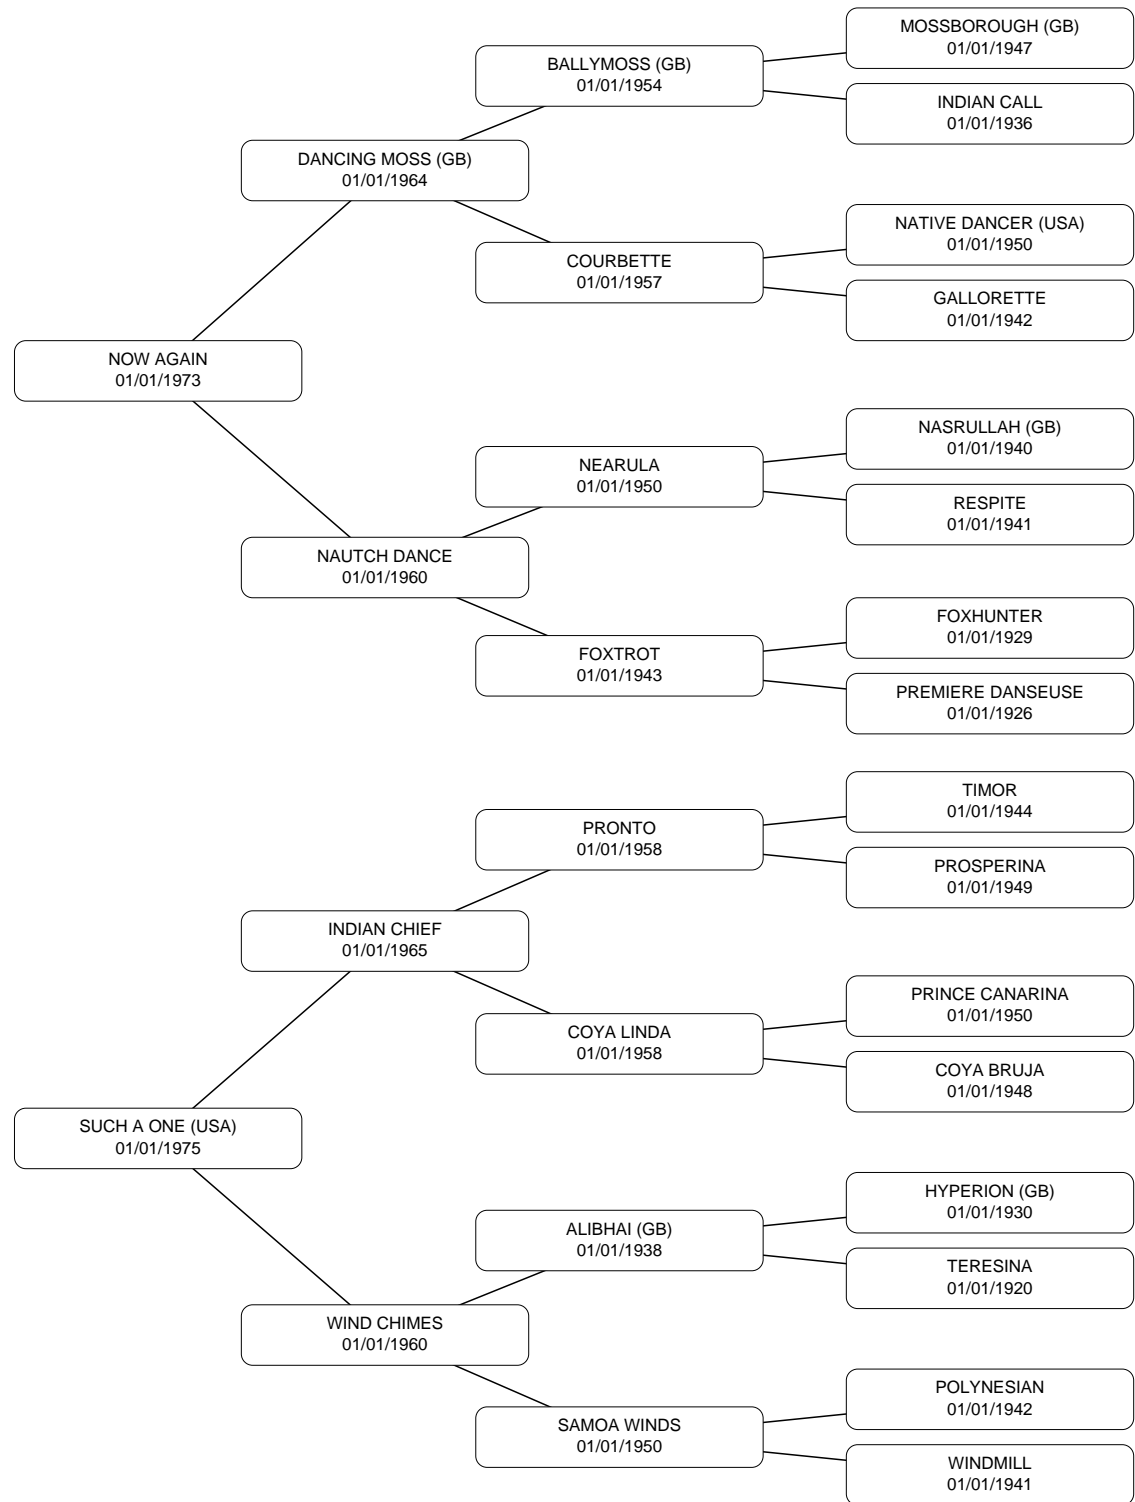 MOSSBOROUGH (GB)
01/01/1947
BALLYMOSS (GB)
01/01/1954
INDIAN CALL
01/01/1936
DANCING MOSS (GB)
01/01/1964
NATIVE DANCER (USA)
01/01/1950
COURBETTE
01/01/1957
GALLORETTE
01/01/1942
NOW AGAIN
01/01/1973
NASRULLAH (GB)
01/01/1940
NEARULA
01/01/1950
RESPITE
01/01/1941
NAUTCH DANCE
01/01/1960
FOXHUNTER
01/01/1929
FOXTROT
01/01/1943
PREMIERE DANSEUSE
01/01/1926
TIMOR
01/01/1944
PRONTO
01/01/1958
PROSPERINA
01/01/1949
INDIAN CHIEF
01/01/1965
PRINCE CANARINA
01/01/1950
COYA LINDA
01/01/1958
COYA BRUJA
01/01/1948
SUCH A ONE (USA)
01/01/1975
HYPERION (GB)
01/01/1930
ALIBHAI (GB)
01/01/1938
TERESINA
01/01/1920
WIND CHIMES
01/01/1960
POLYNESIAN
01/01/1942
SAMOA WINDS
01/01/1950
WINDMILL
01/01/1941